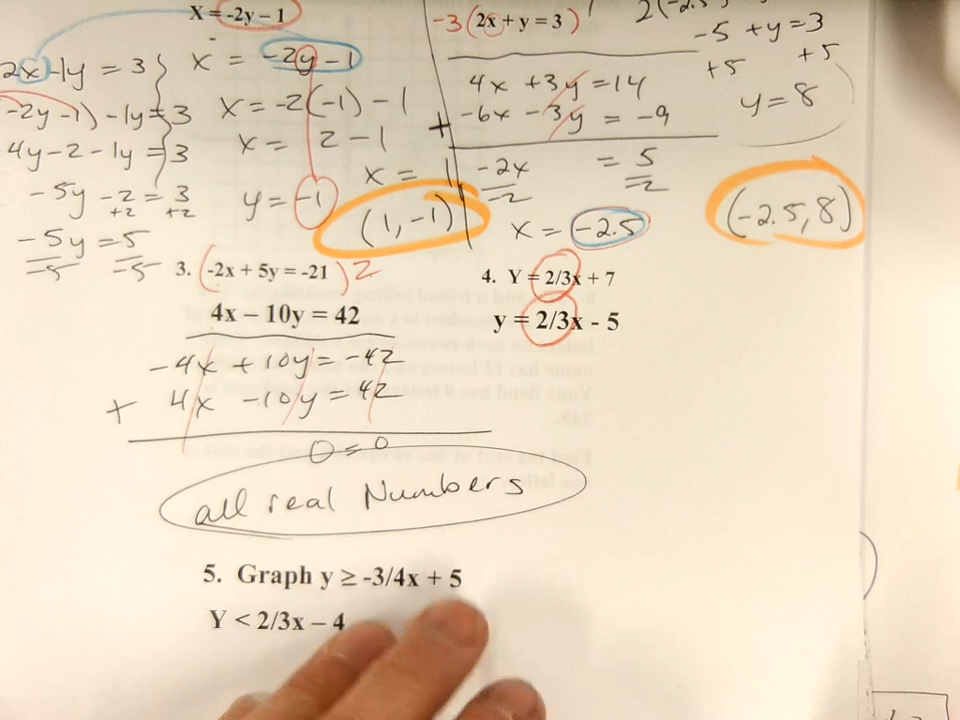 X = -2y – 1
2x -1y = 3
-2y -1) -1y = 3
4y -2 -1y = 3
-5y -2 = 3
+2 +2
-5y = 5
-5 -5
x = -2y -1
x = -2(-1) - 1
x = 2 - 1
x = 1
y = -1
(1, -1)
-3(2x + y = 3)
4x + 3y = 14
+ -6x - 3y = -9
-2x = 5
-2 -2
x = -2.5
-5 + y = 3
+5 +5
y = 8
(-2.5, 8)
3. (-2x + 5y = -21) 2
4x – 10y = 42
-4x + 10y = -42
+ 4x - 10y = 42
0 = 0
all real Numbers
4. Y = 2/3x + 7
y = 2/3x - 5
5. Graph y ≥ -3/4x + 5
Y < 2/3x – 4